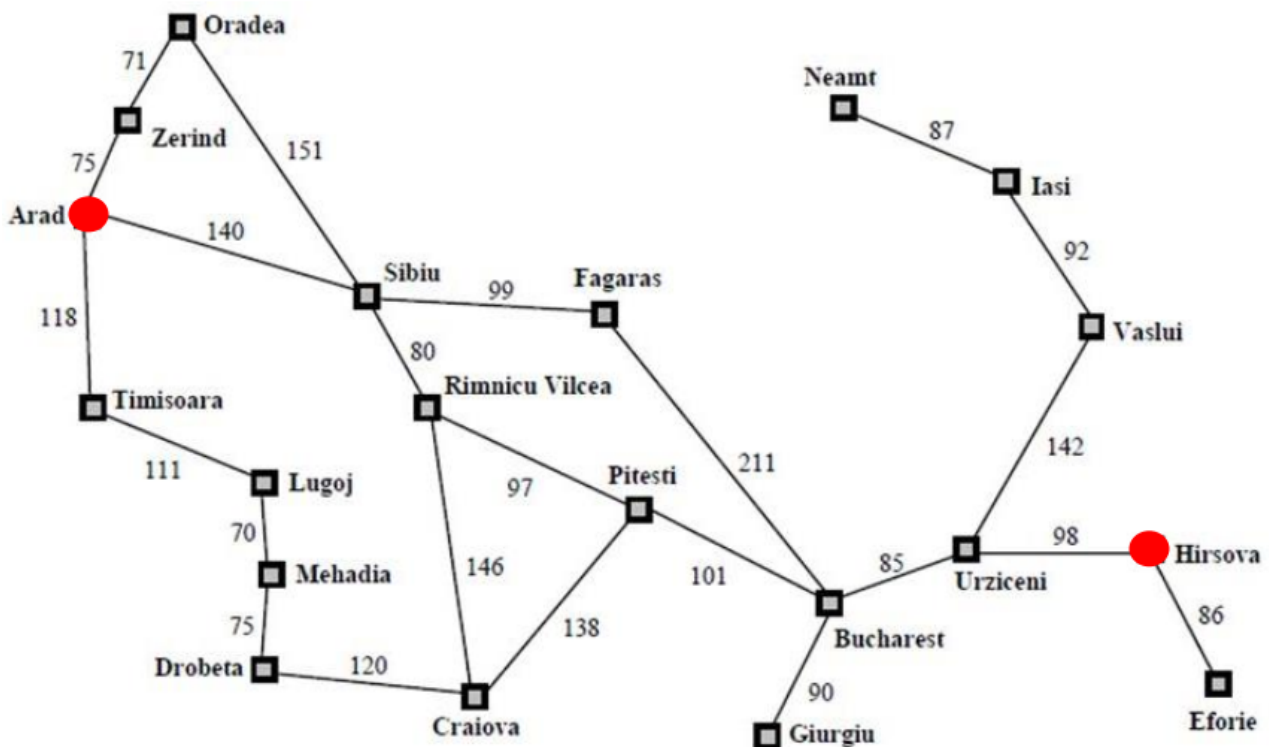 Oradea
71
Neamt
87
Zerind
151
75
Iasi
Arad
140
92
Sibiu
Fagaras
99
118
Vaslui
80
Rimnicu Vilcea
Timisoara
142
111
211
Pitesti
Lugoj
97
70
98
Hirsova
146
85
Urziceni
Mehadia
101
86
75
138
Bucharest
Drobeta
120
90
Craiova
Giurgiu
Eforie